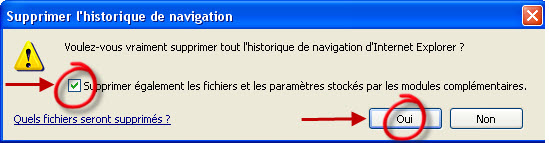 Supprimer l'historique de navigation
Voulez-vous vraiment supprimer tout l'historique de navigation d'Internet Explorer ?
Supprimer également les fichiers et les paramètres stockés par les modules complémentaires.
Quels fichiers seront supprimés ?
Oui
Non